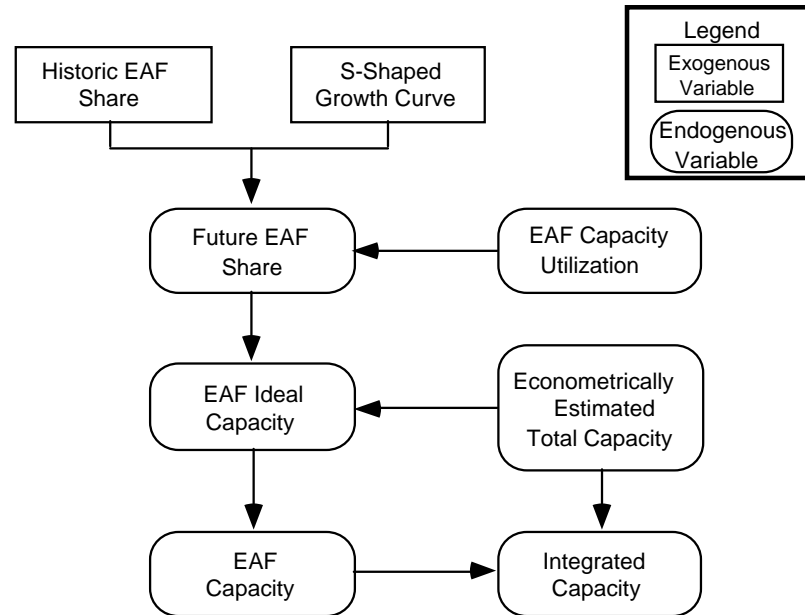 Legend
Exogenous
Variable
Endogenous
Variable
Historic EAF
Share
S-Shaped
Growth Curve
Future EAF
Share
EAF Capacity
Utilization
EAF Ideal
Capacity
Econometrically
Estimated
Total Capacity
EAF
Capacity
Integrated
Capacity